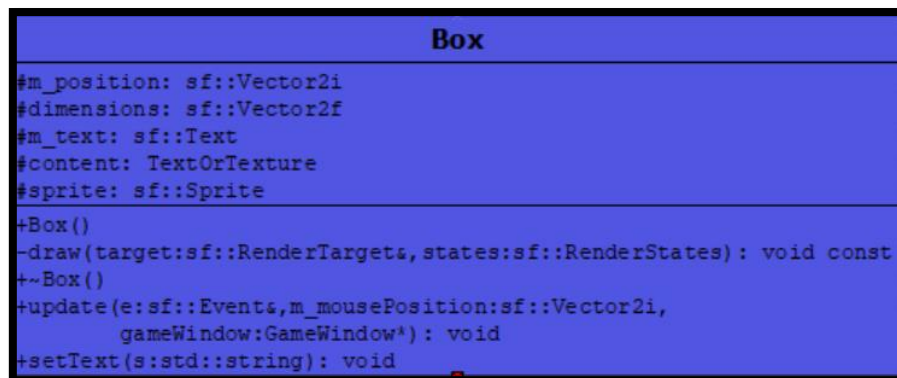 Box
#m_position: sf::Vector2i
#dimensions: sf::Vector2f
#m_text: sf::Text
#content: TextOrTexture
#sprite: sf::Sprite
+Box()
-draw(target:sf::RenderTarget&,states:sf::RenderStates): void const
+~Box()
+update(e:sf::Event&,m_mousePosition:sf::Vector2i,
gameWindow:GameWindow*): void
+setText(s:std::string): void